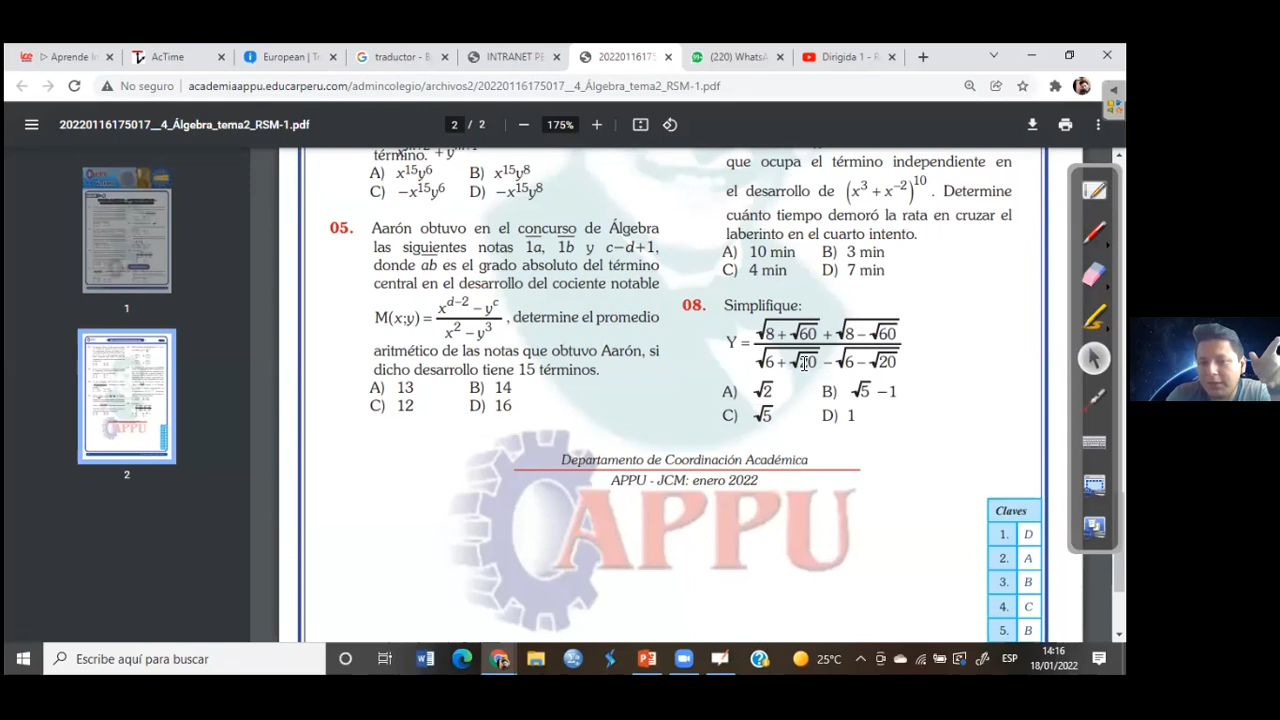 ▷ Aprende In
AcTime
European | Tr
traductor - B
INTRANET PE
2022011617
(220) WhatsA
Dirigida 1 - R
No seguro | academiaappu.educarperu.com/admincolegio/archivos2/20220116175017__4_Álgebra_tema2_RSM-1.pdf
20220116175017__4_Álgebra_tema2_RSM-1.pdf
2 / 2
175%
1
2
término.
A) x¹⁵y⁶ B) x¹⁵y⁸
C) −x¹⁵y⁶ D) −x¹⁵y⁸
05. Aarón obtuvo en el concurso de Álgebra
las siguientes notas 1a, 1b y c−d+1,
donde ab es el grado absoluto del término
central en el desarrollo del cociente notable
M(x;y) = (x^(d−2) − y^c)/(x² − y³), determine el promedio
aritmético de las notas que obtuvo Aarón, si
dicho desarrollo tiene 15 términos.
A) 13 B) 14
C) 12 D) 16
que ocupa el término independiente en
el desarrollo de (x³ + x⁻²)¹⁰. Determine
cuánto tiempo demoró la rata en cruzar el
laberinto en el cuarto intento.
A) 10 min B) 3 min
C) 4 min D) 7 min
08. Simplifique:
Y = (√(8+√60) + √(8−√60))/(√(6+√20) − √(6−√20))
A) √2 B) √5 −1
C) √5 D) 1
Departamento de Coordinación Académica
APPU - JCM: enero 2022
APPU
Claves
1. D
2. A
3. B
4. C
5. B
Escribe aquí para buscar
25°C
ESP
14:16
18/01/2022